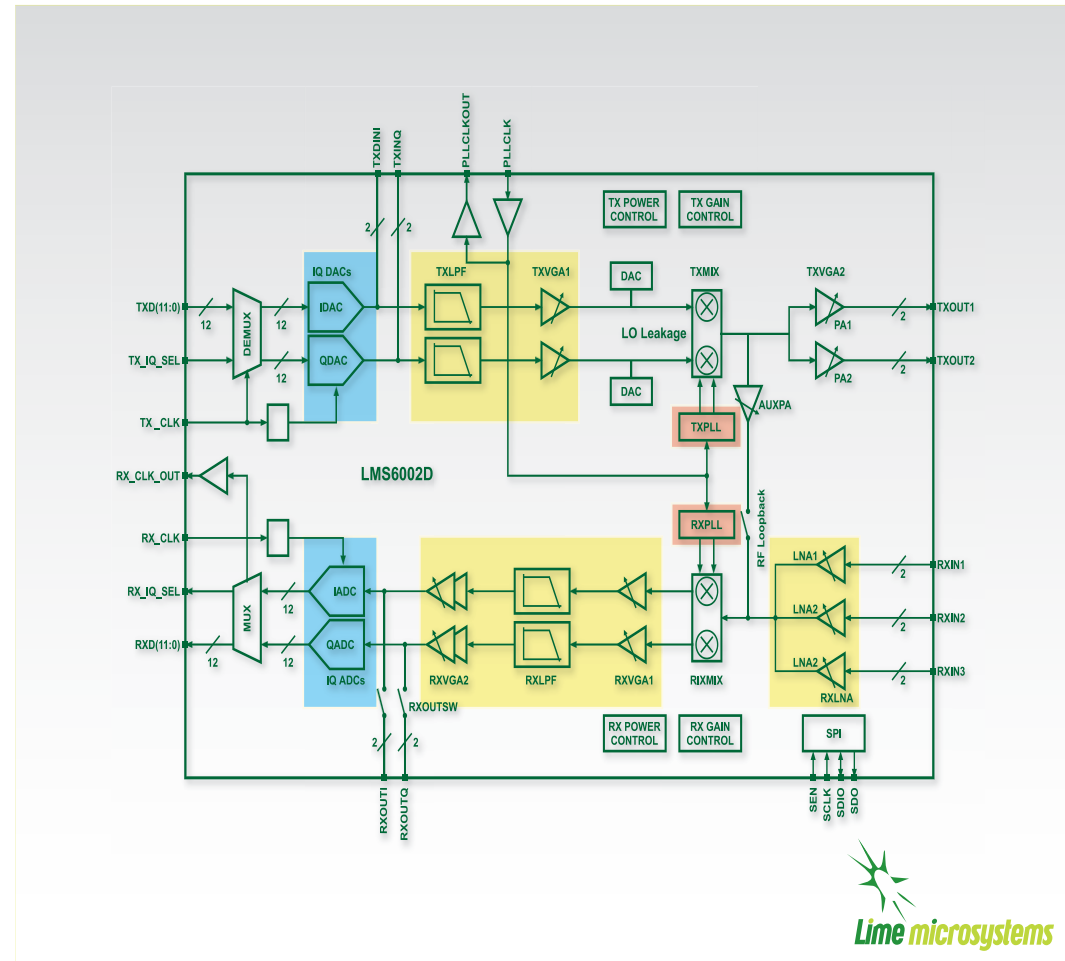 TXDINI
TXINQ
PLLCLKOUT
PLLCLK
2
2
TX POWER
CONTROL
TX GAIN
CONTROL
IQ DACs
TXLPF
TXVGA1
DAC
TXMIX
TXVGA2
TXD(11:0)
12
DEMUX
12
IDAC
LO Leakage
PA1
2
TXOUT1
TX_IQ_SEL
12
QDAC
DAC
PA2
2
TXOUT2
TX_CLK
AUXPA
TXPLL
RX_CLK_OUT
LMS6002D
RXPLL
RF Loopback
RX_CLK
LNA1
2
RXIN1
RX_IQ_SEL
MUX
12
IADC
LNA2
2
RXIN2
RXD(11:0)
12
12
QADC
LNA2
2
RXIN3
IQ ADCs
RXVGA2
RXLPF
RXVGA1
RIXMIX
RXLNA
RXOUTSW
2
2
RX POWER
CONTROL
RX GAIN
CONTROL
SPI
RXOUTI
RXOUTQ
SEN
SCLK
SDIO
SDO
Lime microsystems